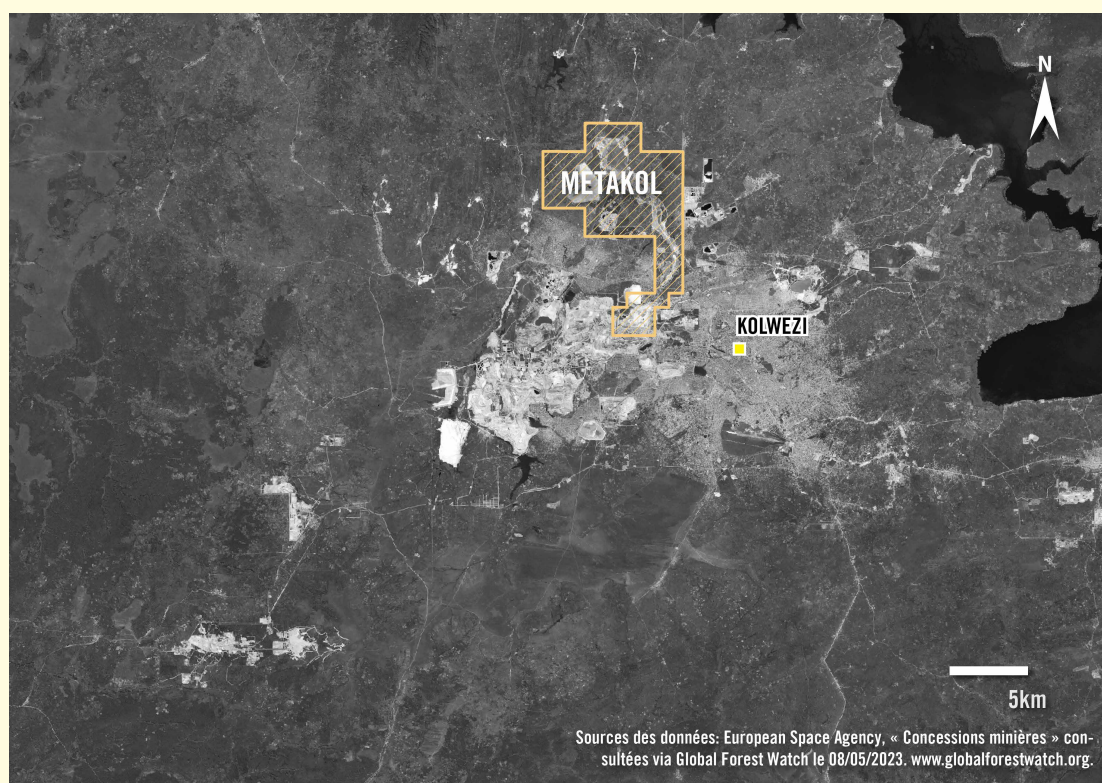 N
METAKOL
KOLWEZI
5km
Sources des données: European Space Agency, « Concessions minières » con-
sultées via Global Forest Watch le 08/05/2023. www.globalforestwatch.org.